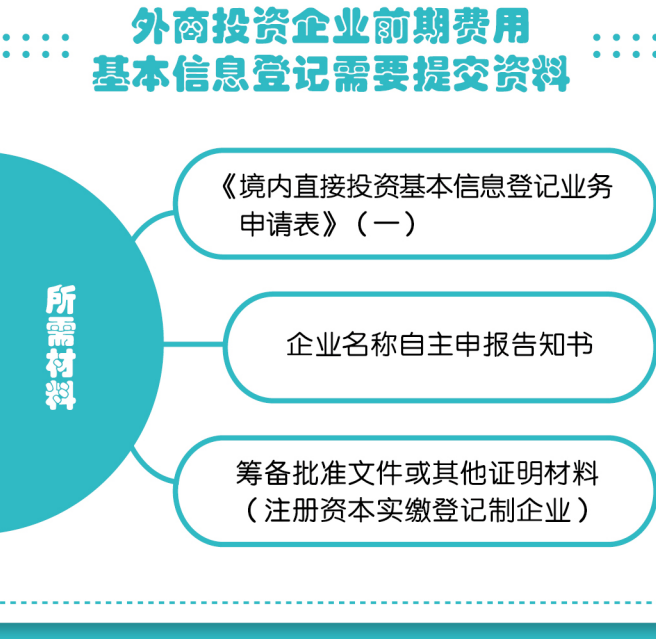 外商投资企业前期费用
基本信息登记需要提交资料
所需材料
《境内直接投资基本信息登记业务
申请表》（一）
企业名称自主申报告知书
筹备批准文件或其他证明材料
（注册资本实缴登记制企业）